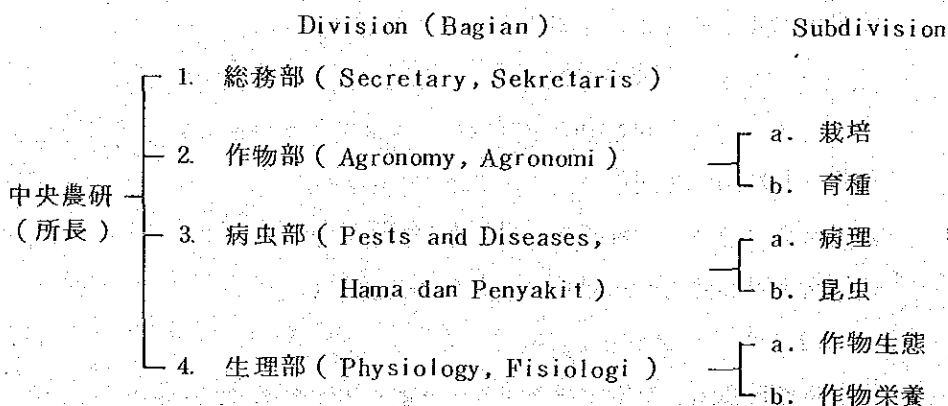 Division (Bagian) Subdivision
1. 総務部 ( Secretary, Sekretaris )
2. 作物部 ( Agronomy, Agronomi )
a. 栽培
b. 育種
中央農研
( 所長 )
3. 病虫部 ( Pests and Diseases,
Hama dan Penyakit )
a. 病理
b. 昆虫
4. 生理部 ( Physiology, Fisiologi )
a. 作物生態
b. 作物栄養